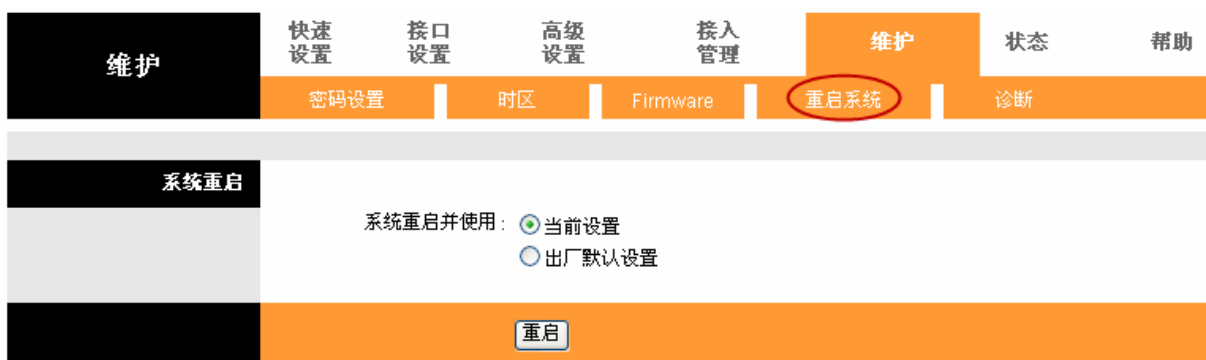 维护
快速设置
接口设置
高级设置
接入管理
维护
状态
帮助
密码设置
时区
Firmware
重启系统
诊断
系统重启
系统重启并使用：
当前设置
出厂默认设置
重启